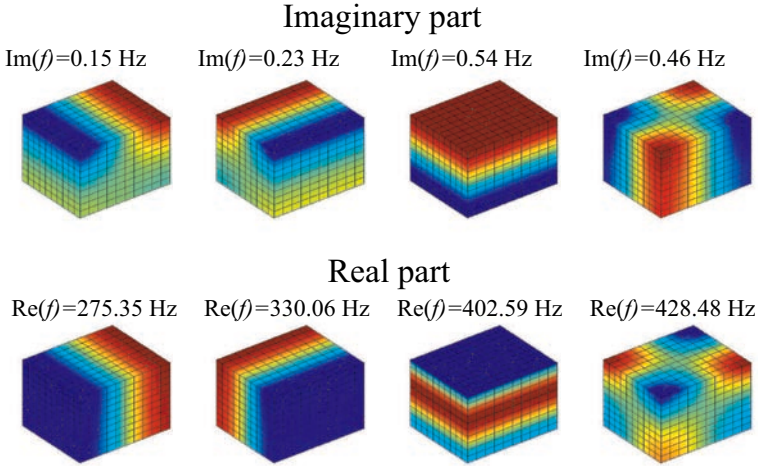 Imaginary part
Im(f)=0.15 Hz Im(f)=0.23 Hz Im(f)=0.54 Hz Im(f)=0.46 Hz
Real part
Re(f)=275.35 Hz Re(f)=330.06 Hz Re(f)=402.59 Hz Re(f)=428.48 Hz